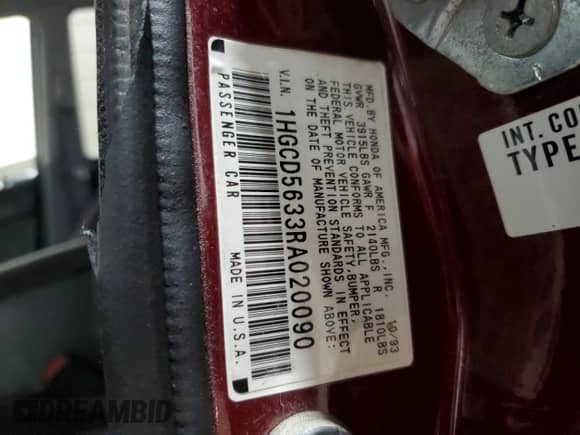 MFD.BY HONDA OF AMERICA MFG.,INC. 10/93
GVWR 3915LBS GAWR F 2140LBS R 1810LBS
THIS VEHICLE CONFORMS TO ALL APPLICABLE
FEDERAL MOTOR VEHICLE SAFETY,BUMPER,
AND THEFT PREVENTION STANDARDS IN EFFECT
ON THE DATE OF MANUFACTURE SHOWN ABOVE:
V.I.N. 1HGCD5633RA020090
PASSENGER CAR MADE IN U.S.A.
INT. CO
TYPE
DREAMBID